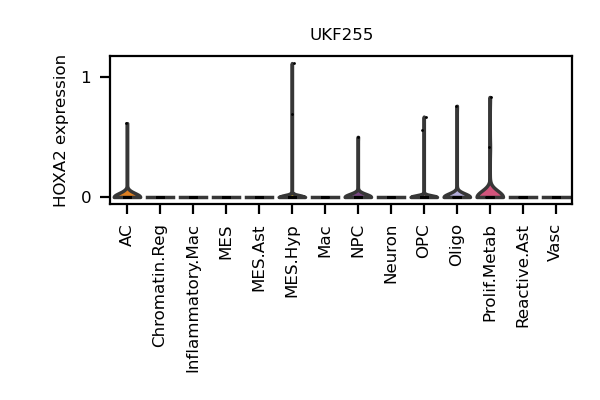 UKF255
HOXA2 expression
1
0
AC
Chromatin.Reg
Inflammatory.Mac
MES
MES.Ast
MES.Hyp
Mac
NPC
Neuron
OPC
Oligo
Prolif.Metab
Reactive.Ast
Vasc